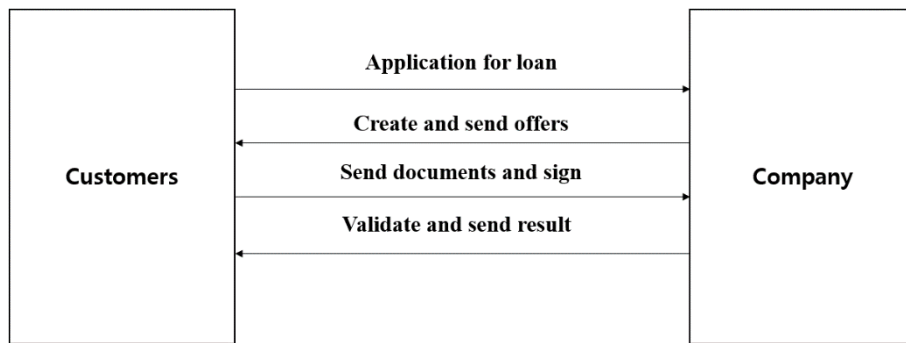 Application for loan
Create and send offers
Customers
Send documents and sign
Company
Validate and send result